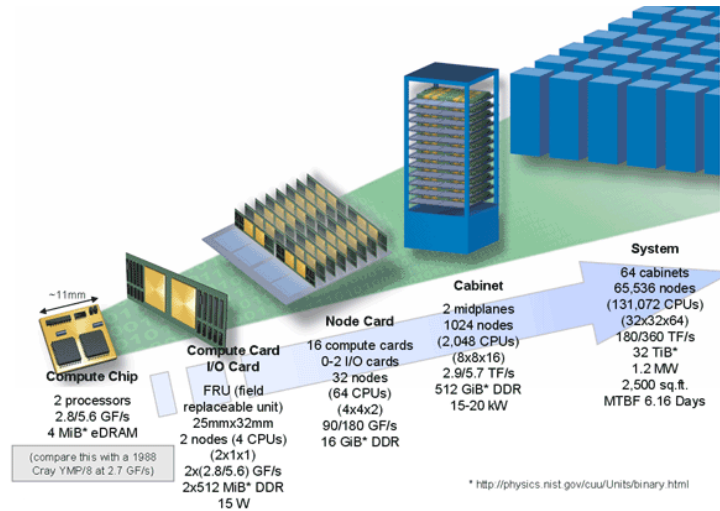 ~11mm
Compute Chip
2 processors
2.8/5.6 GF/s
4 MiB* eDRAM
(compare this with a 1988
Cray YMP/8 at 2.7 GF/s)
Compute Card
I/O Card
FRU (field
replaceable unit)
25mmx32mm
2 nodes (4 CPUs)
(2x1x1)
2x(2.8/5.6) GF/s
2x512 MiB* DDR
15 W
Node Card
16 compute cards
0-2 I/O cards
32 nodes
(64 CPUs)
(4x4x2)
90/180 GF/s
16 GiB* DDR
Cabinet
2 midplanes
1024 nodes
(2,048 CPUs)
(8x8x16)
2.9/5.7 TF/s
512 GiB* DDR
15-20 kW
System
64 cabinets
65,536 nodes
(131,072 CPUs)
(32x32x64)
180/360 TF/s
32 TiB*
1.2 MW
2,500 sq.ft.
MTBF 6.16 Days
* http://physics.nist.gov/cuu/Units/binary.html